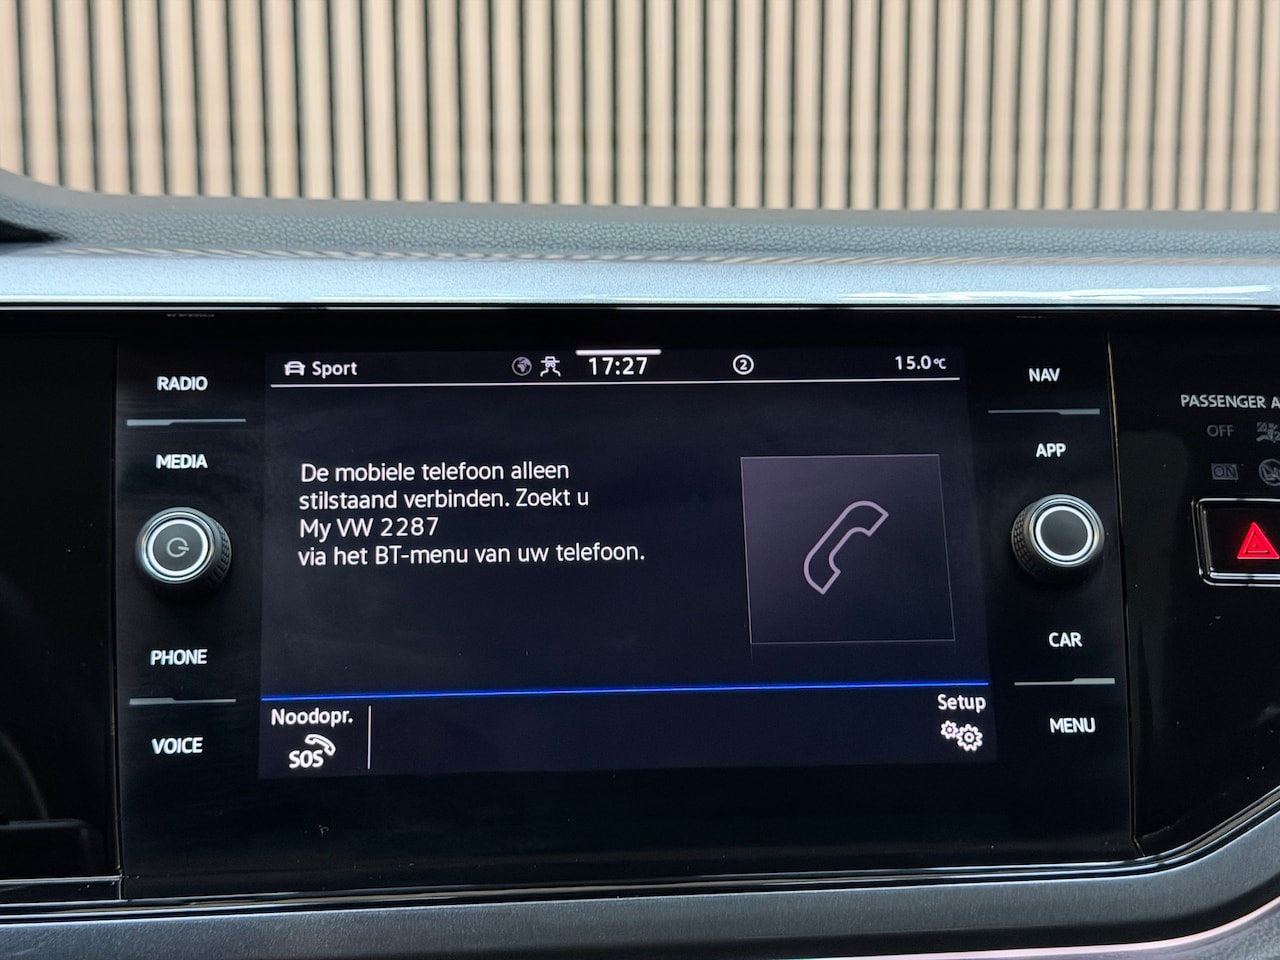 RADIO
MEDIA
PHONE
VOICE
Sport
17:27
2
15.0°C
De mobiele telefoon alleen
stilstaand verbinden. Zoekt u
My VW 2287
via het BT-menu van uw telefoon.
Noodopr.
SOS
Setup
NAV
APP
CAR
MENU
PASSENGER A
OFF
ON